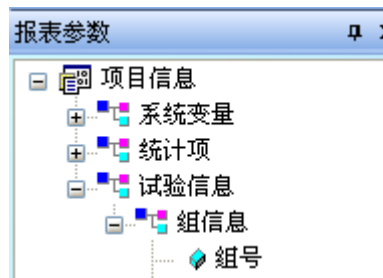 报表参数
项目信息
系统变量
统计项
试验信息
组信息
组号